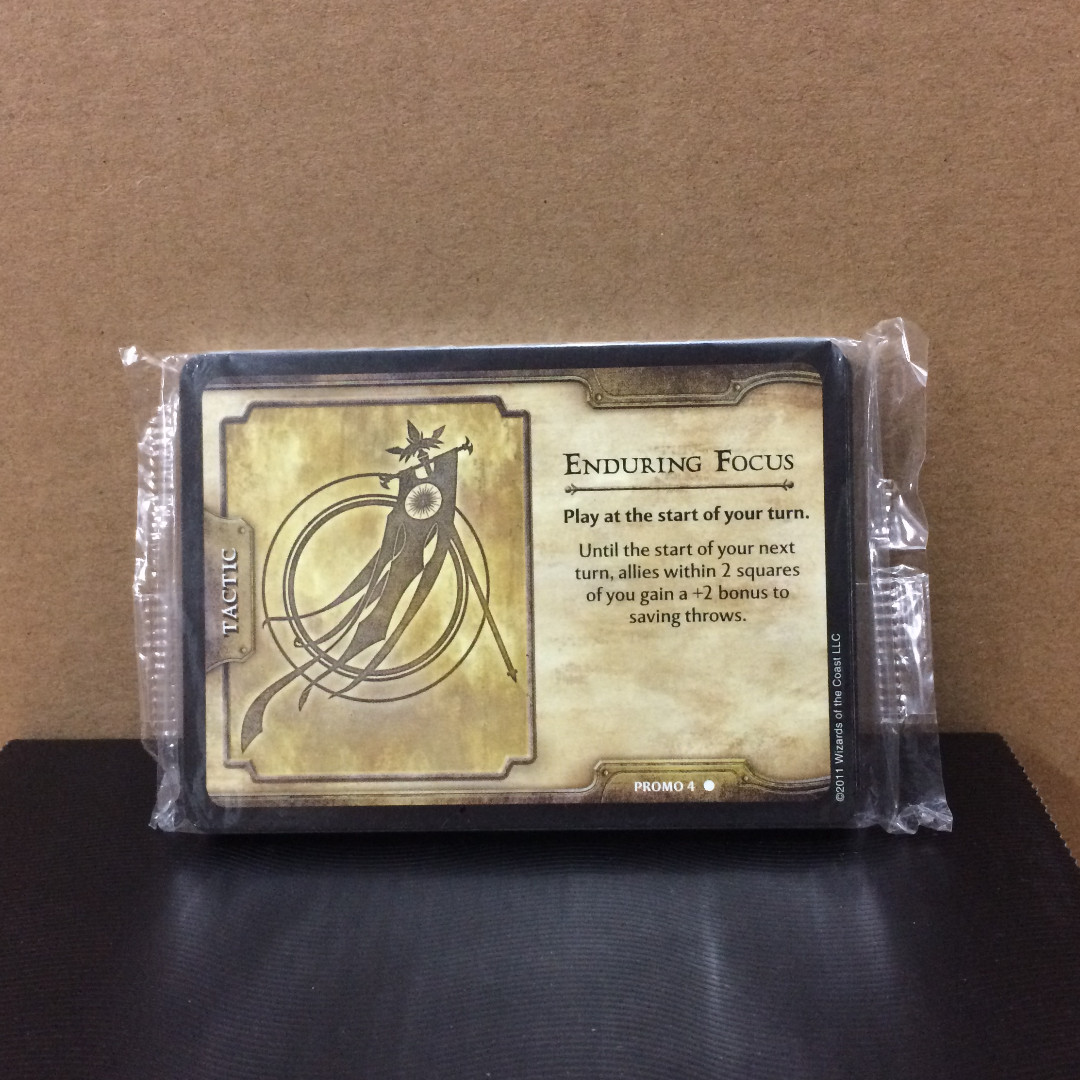 TACTIC
ENDURING FOCUS
Play at the start of your turn.
Until the start of your next
turn, allies within 2 squares
of you gain a +2 bonus to
saving throws.
PROMO 4
©2011 Wizards of the Coast LLC